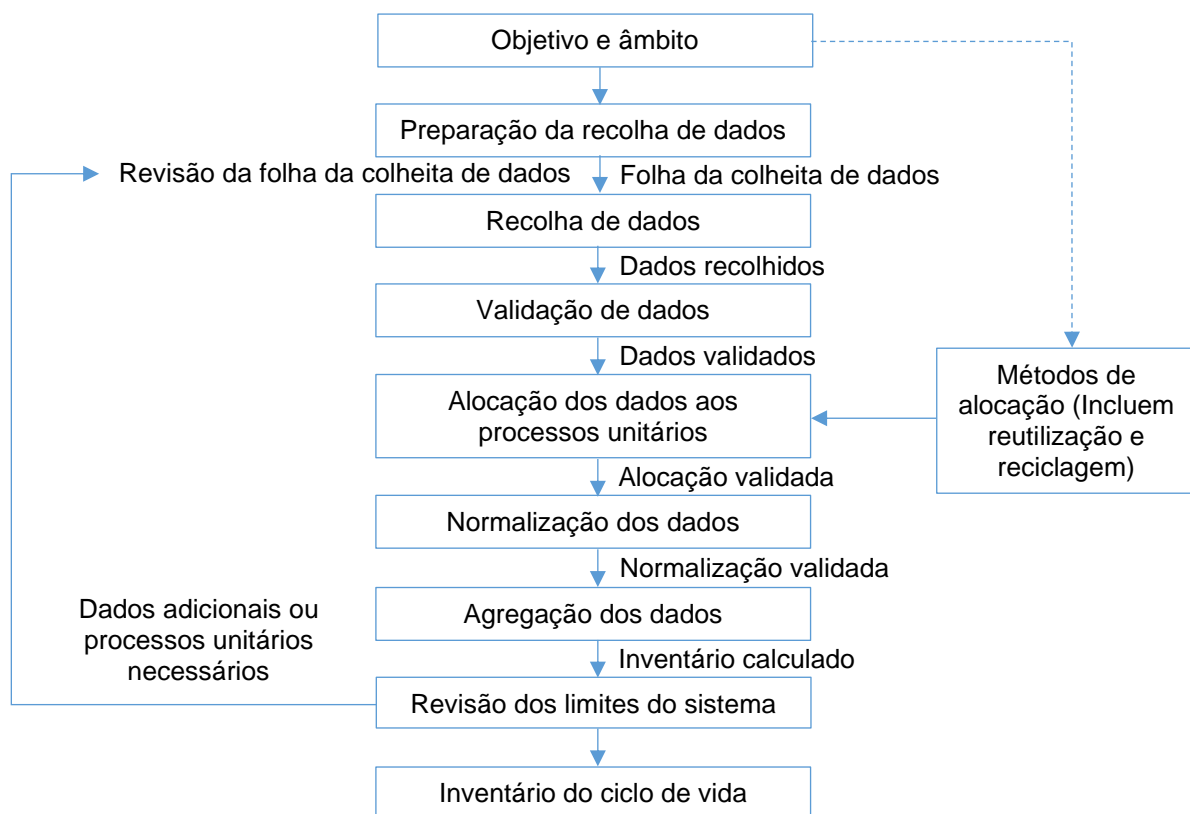 Objetivo e âmbito
Preparação da recolha de dados
Revisão da folha da colheita de dados
Folha da colheita de dados
Recolha de dados
Dados recolhidos
Validação de dados
Dados validados
Alocação dos dados aos
processos unitários
Métodos de
alocação (Incluem
reutilização e
reciclagem)
Alocação validada
Normalização dos dados
Normalização validada
Agregação dos dados
Dados adicionais ou
processos unitários
necessários
Inventário calculado
Revisão dos limites do sistema
Inventário do ciclo de vida